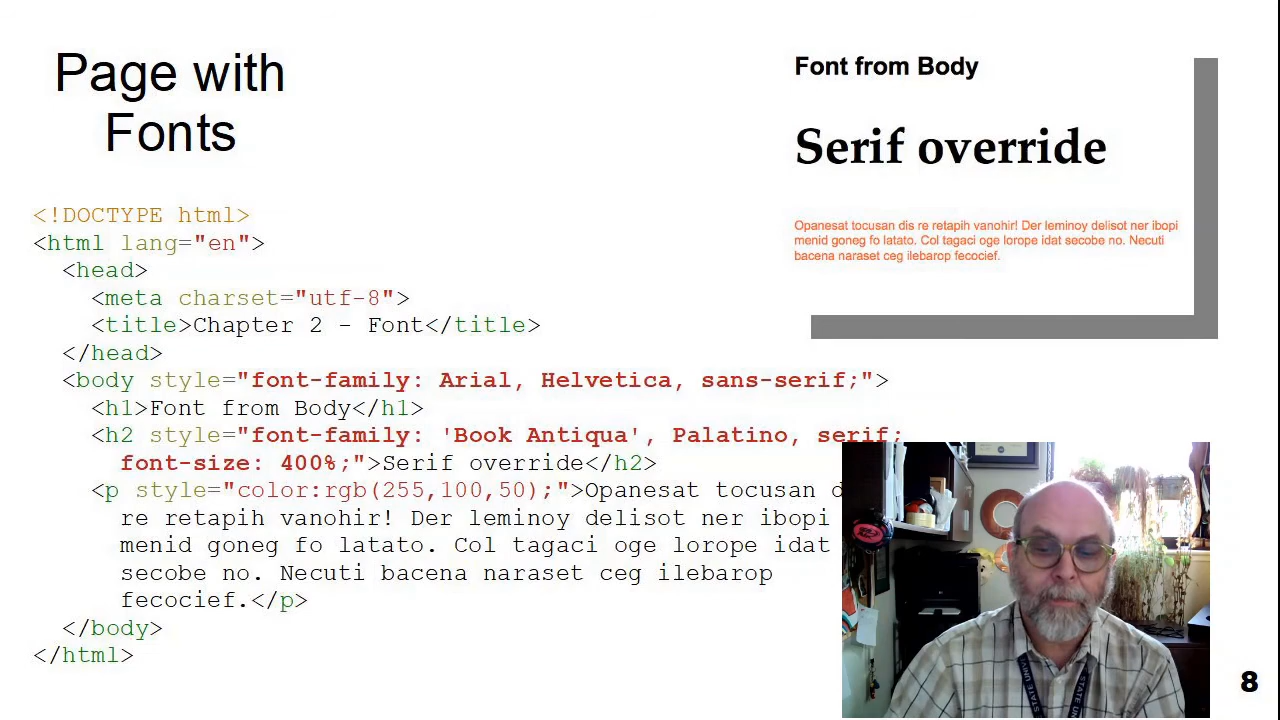 Page with
Fonts
Font from Body
Serif override
Opanesat tocusan dis re retapih vanohir! Der leminoy delisot ner ibopi
menid goneg fo latato. Col tagaci oge lorope idat secobe no. Necuti
bacena naraset ceg ilebarop fecocief.
<!DOCTYPE html>
<html lang="en">
<head>
<meta charset="utf-8">
<title>Chapter 2 - Font</title>
</head>
<body style="font-family: Arial, Helvetica, sans-serif;">
<h1>Font from Body</h1>
<h2 style="font-family: 'Book Antiqua', Palatino, serif;
font-size: 400%;">Serif override</h2>
<p style="color:rgb(255,100,50);">Opanesat tocusan
re retapih vanohir! Der leminoy delisot ner ibopi
menid goneg fo latato. Col tagaci oge lorope idat
secobe no. Necuti bacena naraset ceg ilebarop
fecocief.</p>
</body>
</html>
STATE UNIV
8